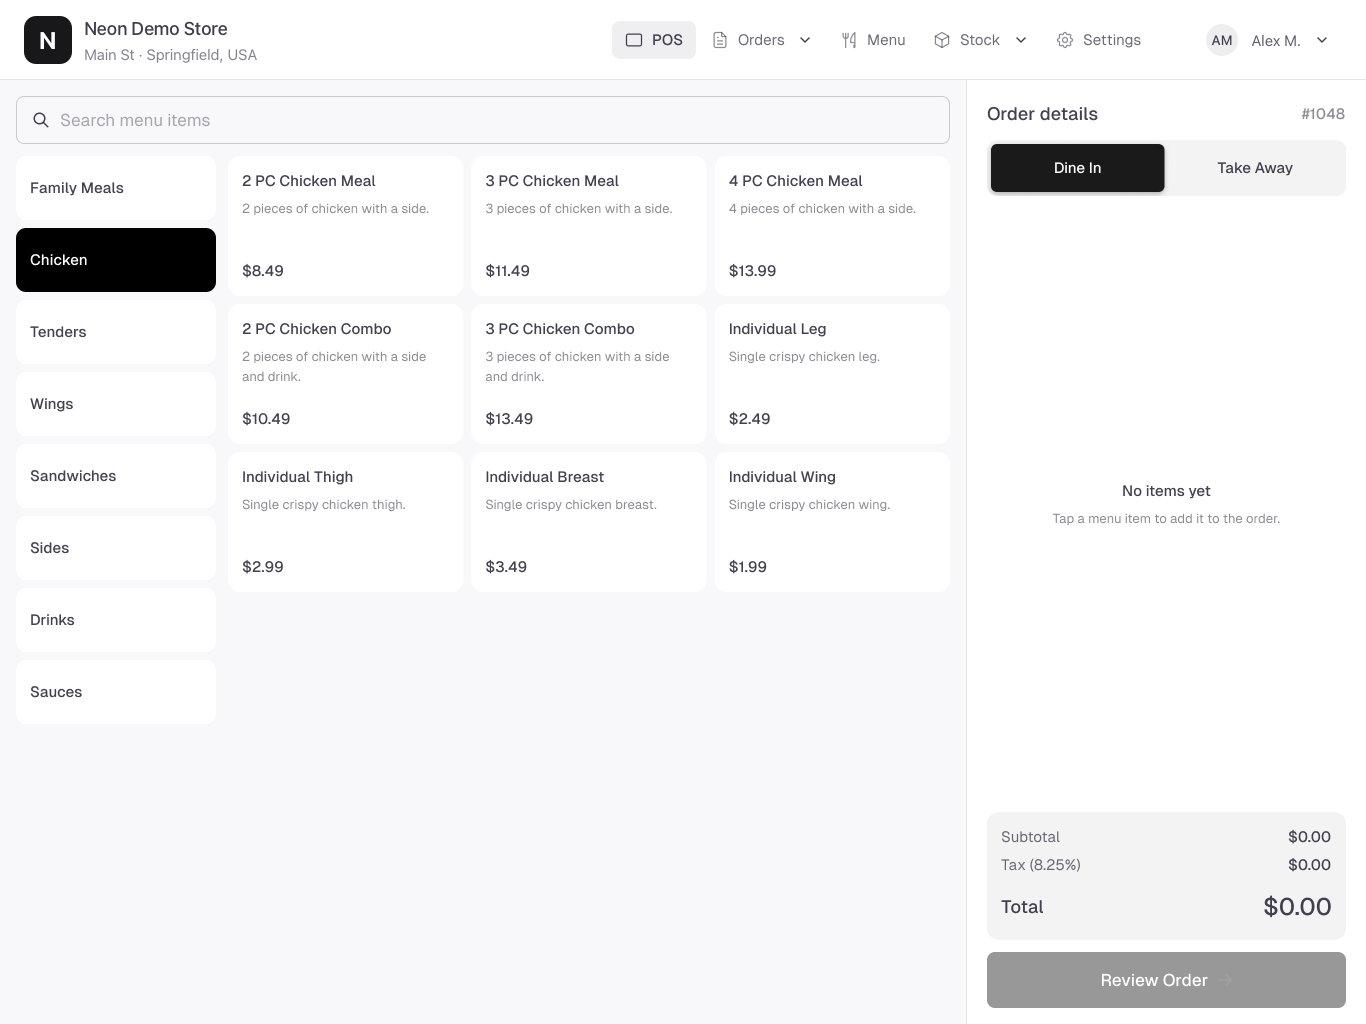 N
Neon Demo Store
Main St · Springfield, USA
POS
Orders
Menu
Stock
Settings
AM
Alex M.
Search menu items
Family Meals
Chicken
Tenders
Wings
Sandwiches
Sides
Drinks
Sauces
2 PC Chicken Meal
2 pieces of chicken with a side.
$8.49
3 PC Chicken Meal
3 pieces of chicken with a side.
$11.49
4 PC Chicken Meal
4 pieces of chicken with a side.
$13.99
2 PC Chicken Combo
2 pieces of chicken with a side
and drink.
$10.49
3 PC Chicken Combo
3 pieces of chicken with a side
and drink.
$13.49
Individual Leg
Single crispy chicken leg.
$2.49
Individual Thigh
Single crispy chicken thigh.
$2.99
Individual Breast
Single crispy chicken breast.
$3.49
Individual Wing
Single crispy chicken wing.
$1.99
Order details
#1048
Dine In
Take Away
No items yet
Tap a menu item to add it to the order.
Subtotal $0.00
Tax (8.25%) $0.00
Total $0.00
Review Order →